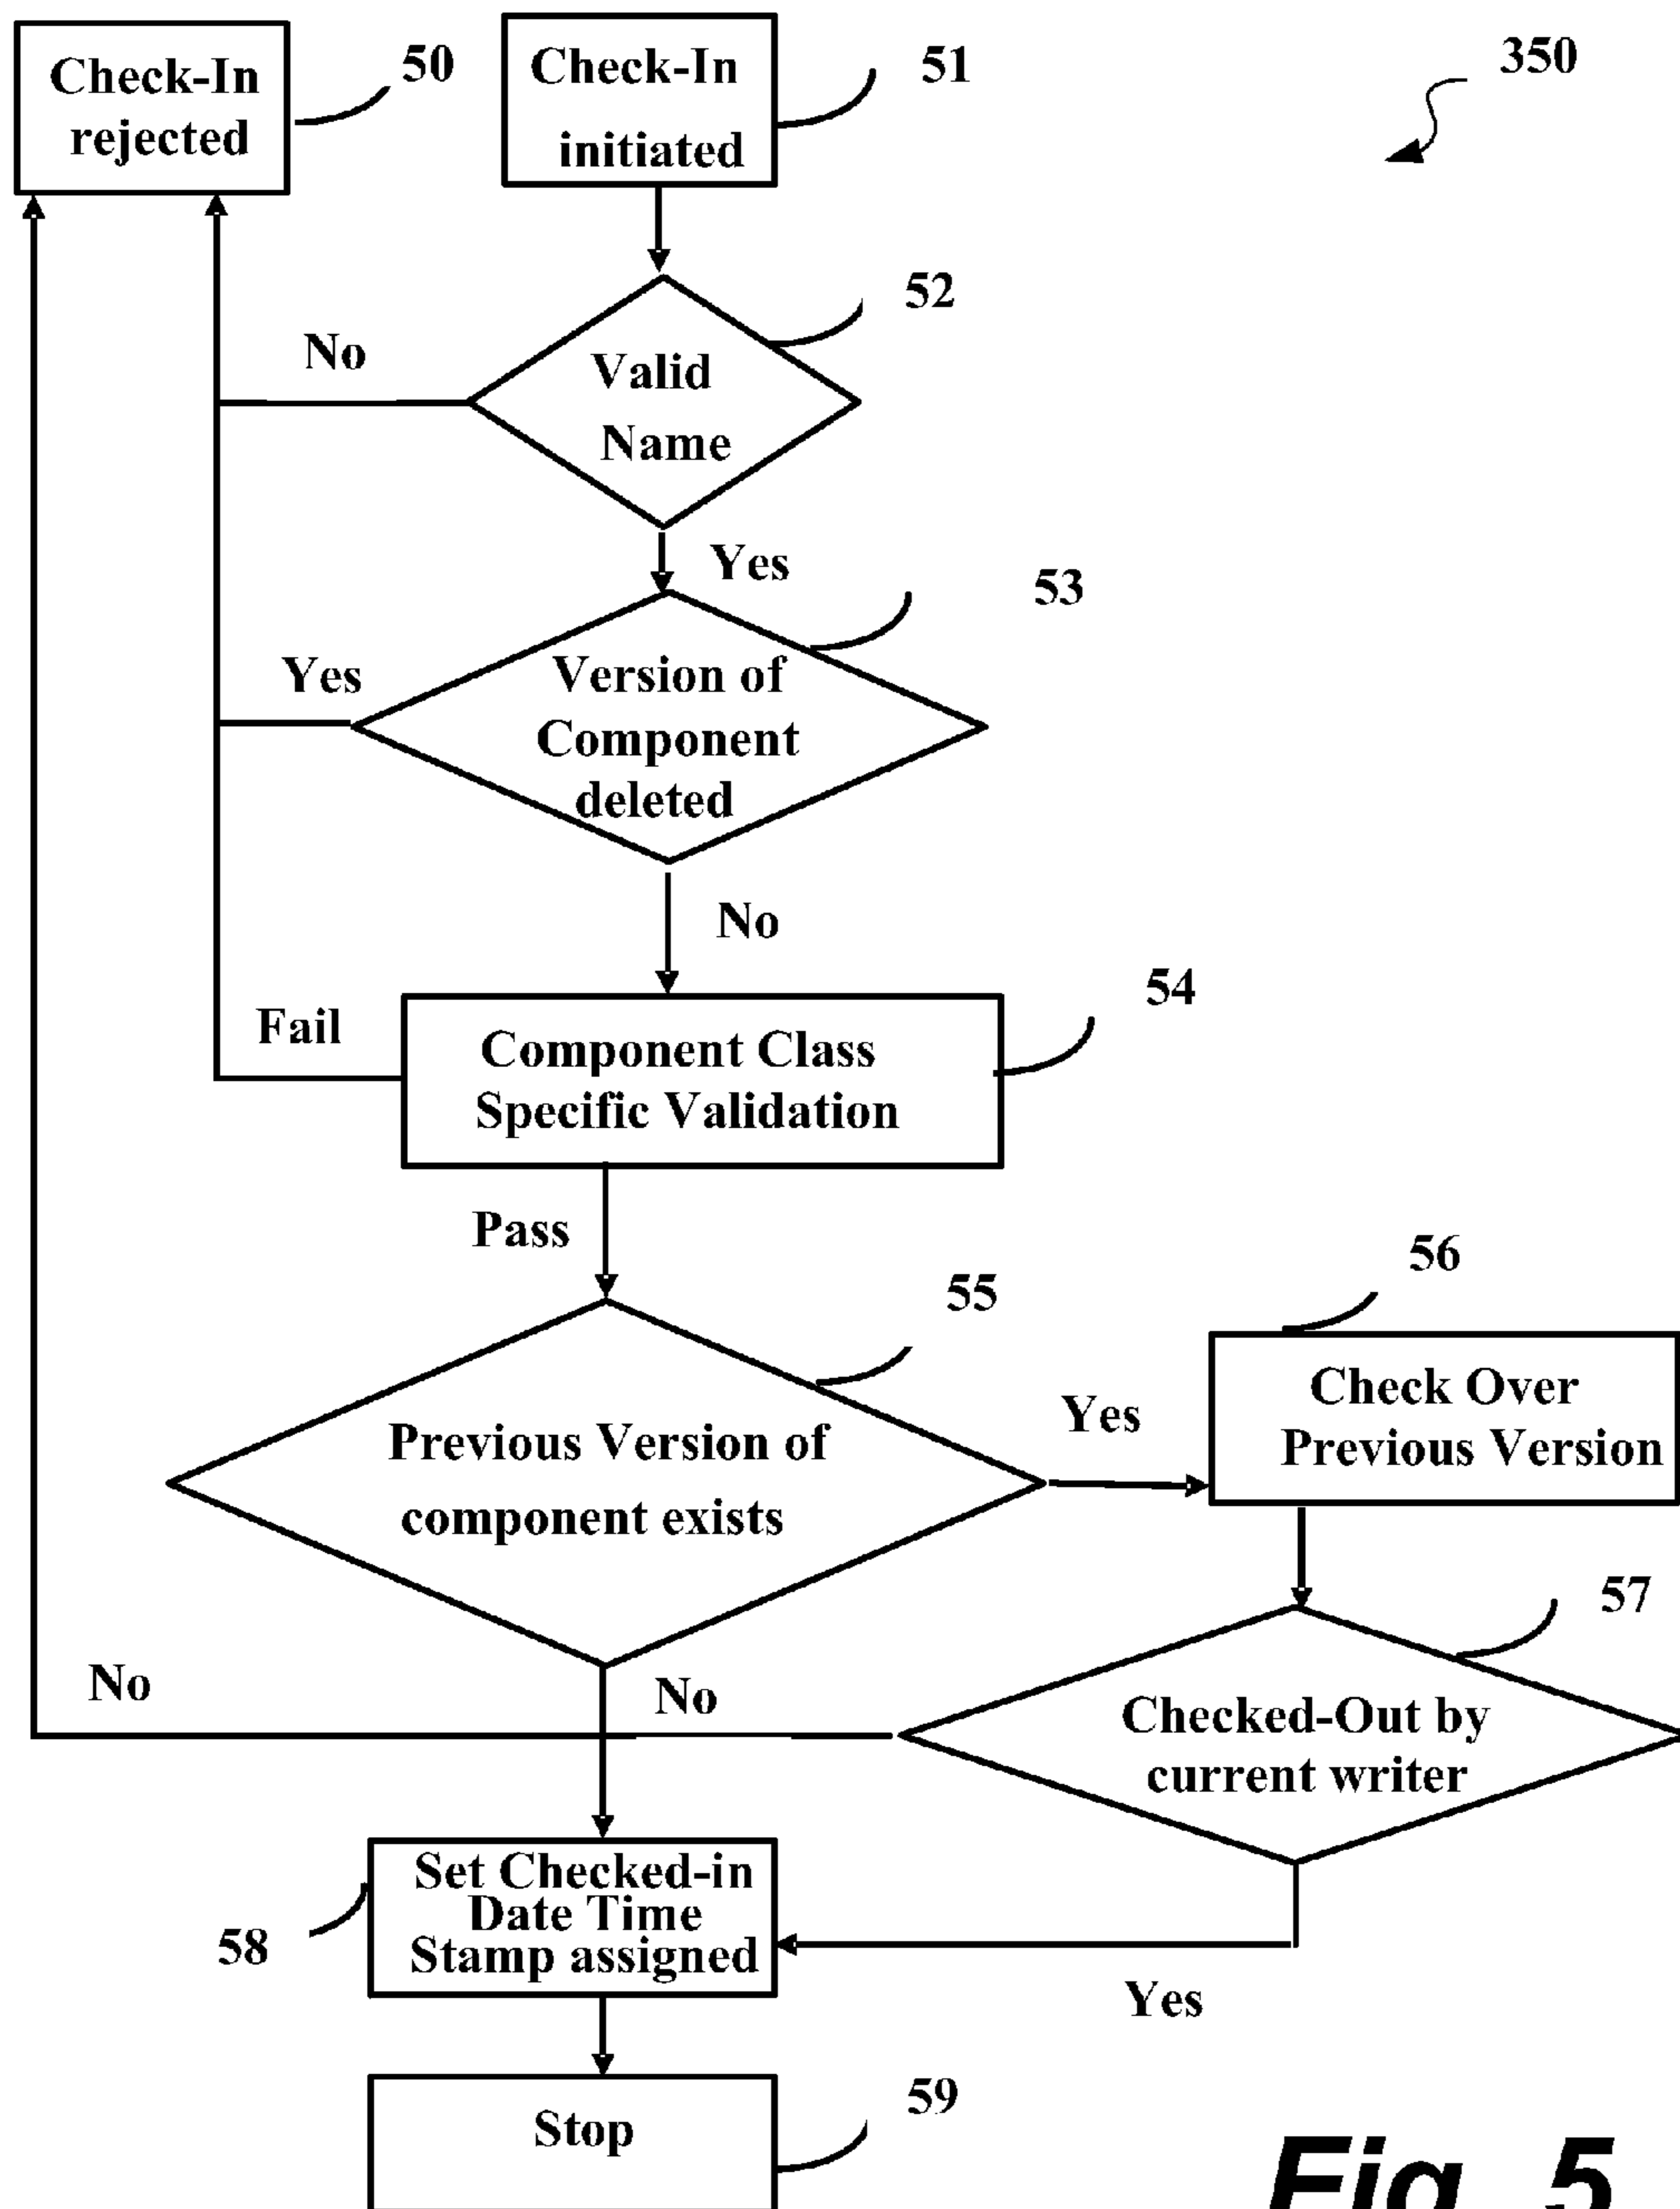 Check-In
rejected
50
Check-In
initiated
51
350
52
No
Valid
Name
Yes
53
Yes
Version of
Component
deleted
No
54
Fail
Component Class
Specific Validation
Pass
55
56
Previous Version of
component exists
Yes
Check Over
Previous Version
57
No
No
Checked-Out by
current writer
Set Checked-in
Date Time
Stamp assigned
58
Yes
Stop
59
Fig. 5